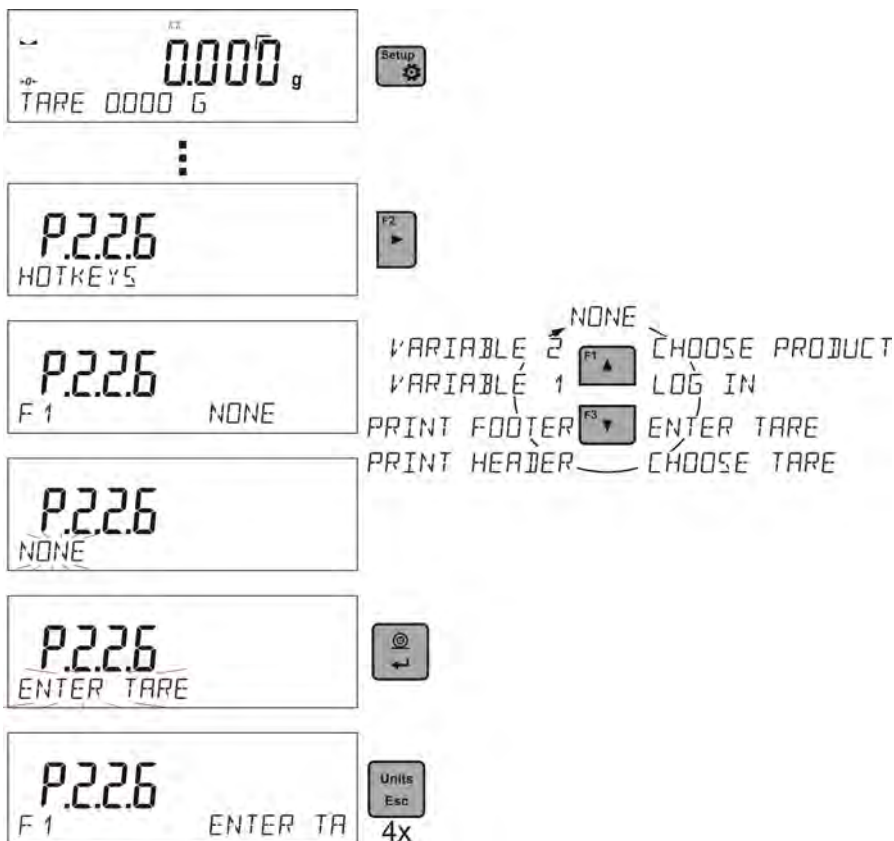 0.000 g
TARE 0.000 G
Setup
P.2.2.6
HOTKEYS
F2
P.2.2.6
F1 NONE
NONE
VARIABLE 2 F1 CHOOSE PRODUCT
VARIABLE 1 LOG IN
PRINT FOOTER F3 ENTER TARE
PRINT HEADER CHOOSE TARE
P.2.2.6
NONE
P.2.2.6
ENTER TARE
P.2.2.6
F1 ENTER TA
Units
Esc
4x